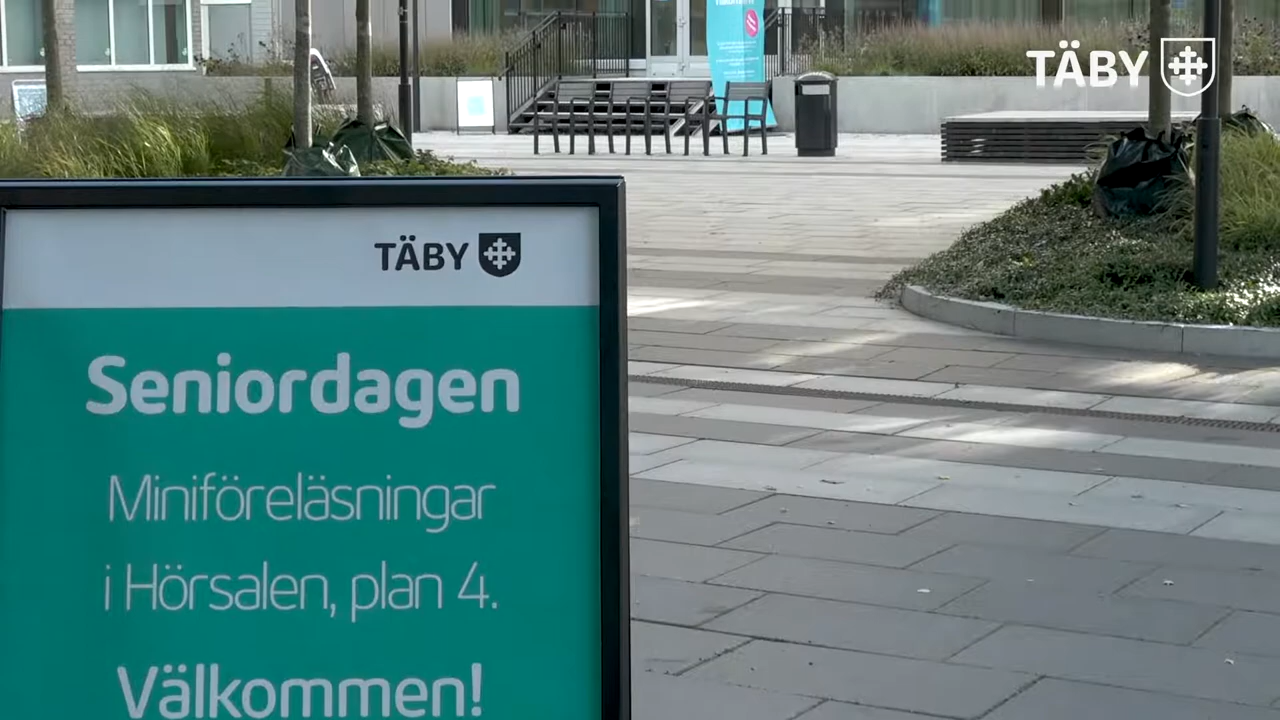 TÄBY
TÄBY
Seniordagen
Miniföreläsningar
i Hörsalen, plan 4.
Välkommen!